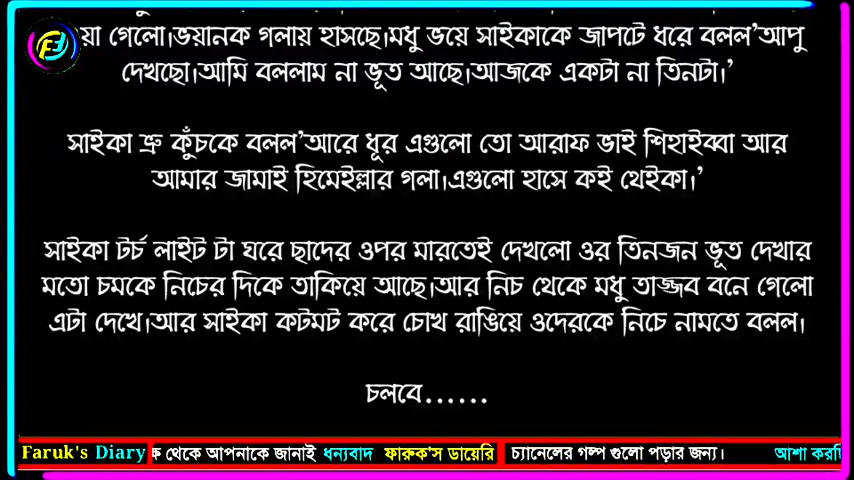 য়া গেলো।ভয়ানক গলায় হাসছে।মধু ভয়ে সাইকাকে জাপটে ধরে বলল’আপু
দেখছো।আমি বললাম না ভূত আছে।আজকে একটা না তিনটা।’
সাইকা ভ্রু কুঁচকে বলল’আরে ধূর এগুলো তো আরাফ ভাই শিহাইব্বা আর
আমার জামাই হিমেইল্লার গলা।এগুলো হাসে কই থেইকা।’
সাইকা টর্চ লাইট টা ঘরে ছাদের ওপর মারতেই দেখলো ওর তিনজন ভূত দেখার
মতো চমকে নিচের দিকে তাকিয়ে আছে।আর নিচ থেকে মধু তাজ্জব বনে গেলো
এটা দেখে।আর সাইকা কটমট করে চোখ রাঙিয়ে ওদেরকে নিচে নামতে বলল।
চলবে......
Faruk's Diary ক্ষ থেকে আপনাকে জানাই ধন্যবাদ ফারুক'স ডায়েরি চ্যানেলের গল্প গুলো পড়ার জন্য। আশা করছি